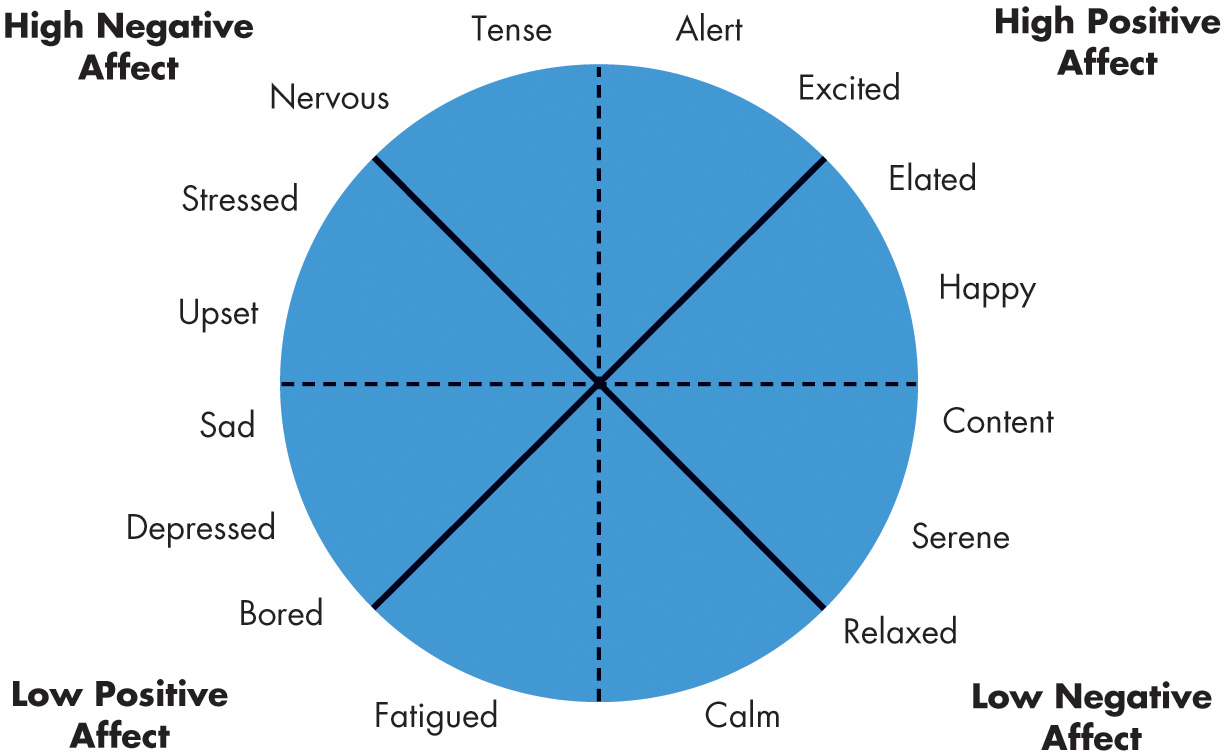 High Negative
Affect
Tense
Alert
High Positive
Affect
Nervous
Excited
Stressed
Elated
Upset
Happy
Sad
Content
Depressed
Serene
Bored
Relaxed
Low Positive
Affect
Fatigued
Calm
Low Negative
Affect